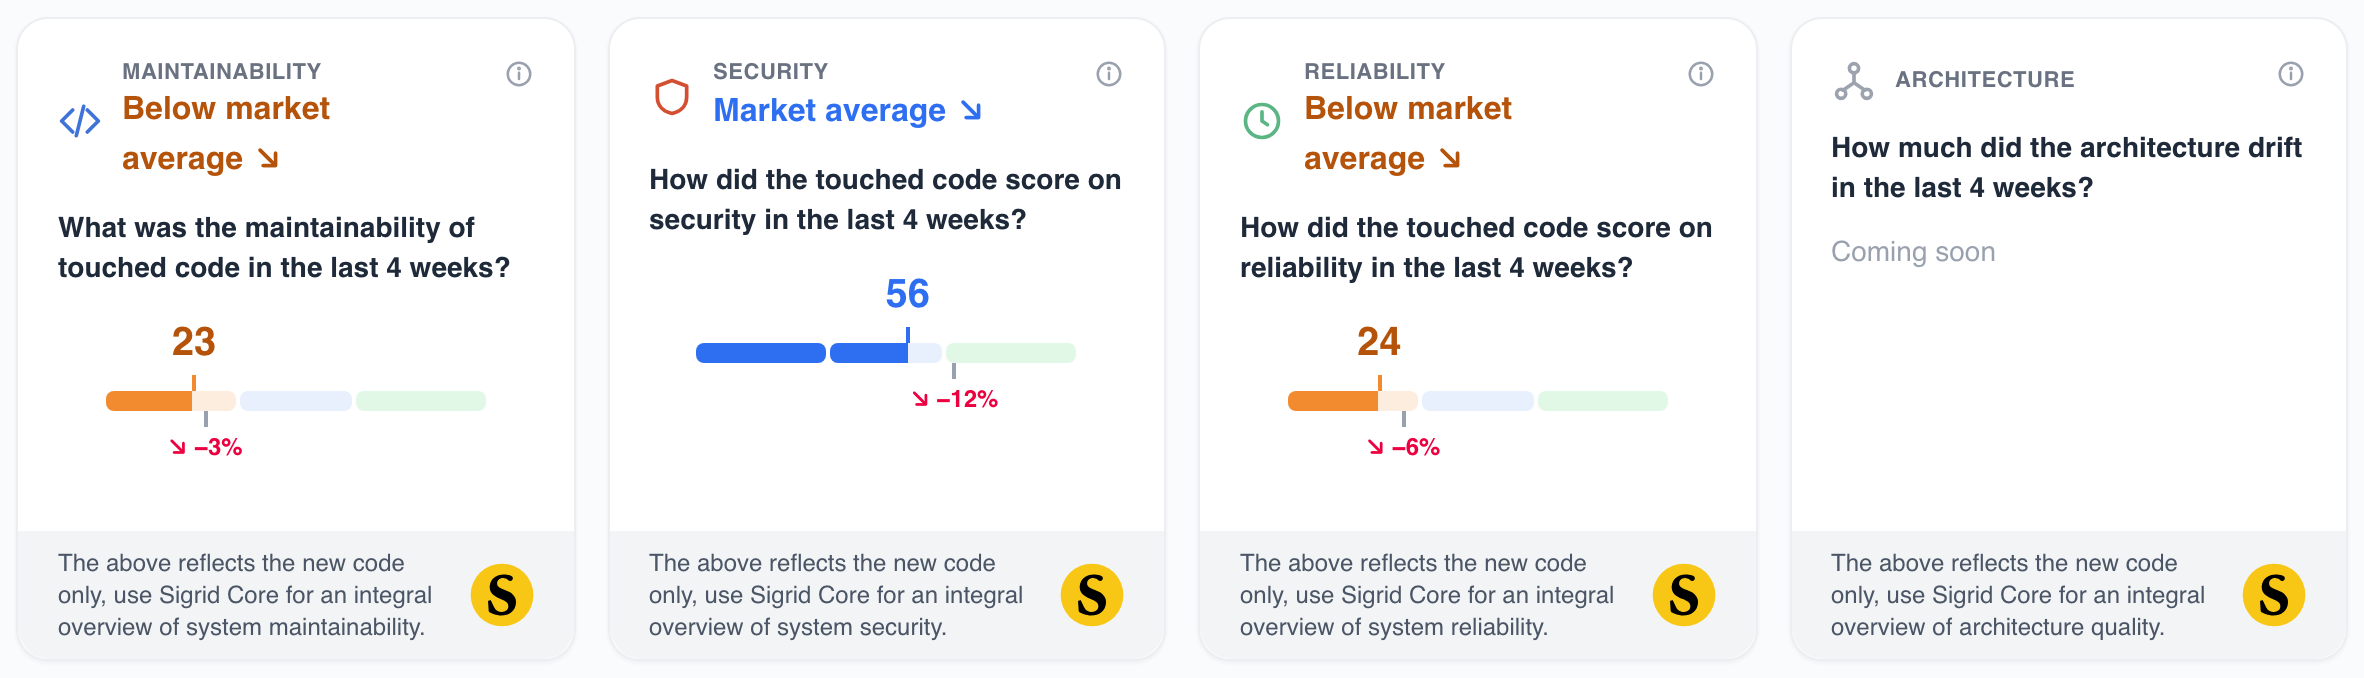 MAINTAINABILITY
Below market
average ↘
What was the maintainability of
touched code in the last 4 weeks?
23
↘ –3%
The above reflects the new code
only, use Sigrid Core for an integral
overview of system maintainability.
S
SECURITY
Market average ↘
How did the touched code score on
security in the last 4 weeks?
56
↘ –12%
The above reflects the new code
only, use Sigrid Core for an integral
overview of system security.
S
RELIABILITY
Below market
average ↘
How did the touched code score on
reliability in the last 4 weeks?
24
↘ –6%
The above reflects the new code
only, use Sigrid Core for an integral
overview of system reliability.
S
ARCHITECTURE
How much did the architecture drift
in the last 4 weeks?
Coming soon
The above reflects the new code
only, use Sigrid Core for an integral
overview of architecture quality.
S